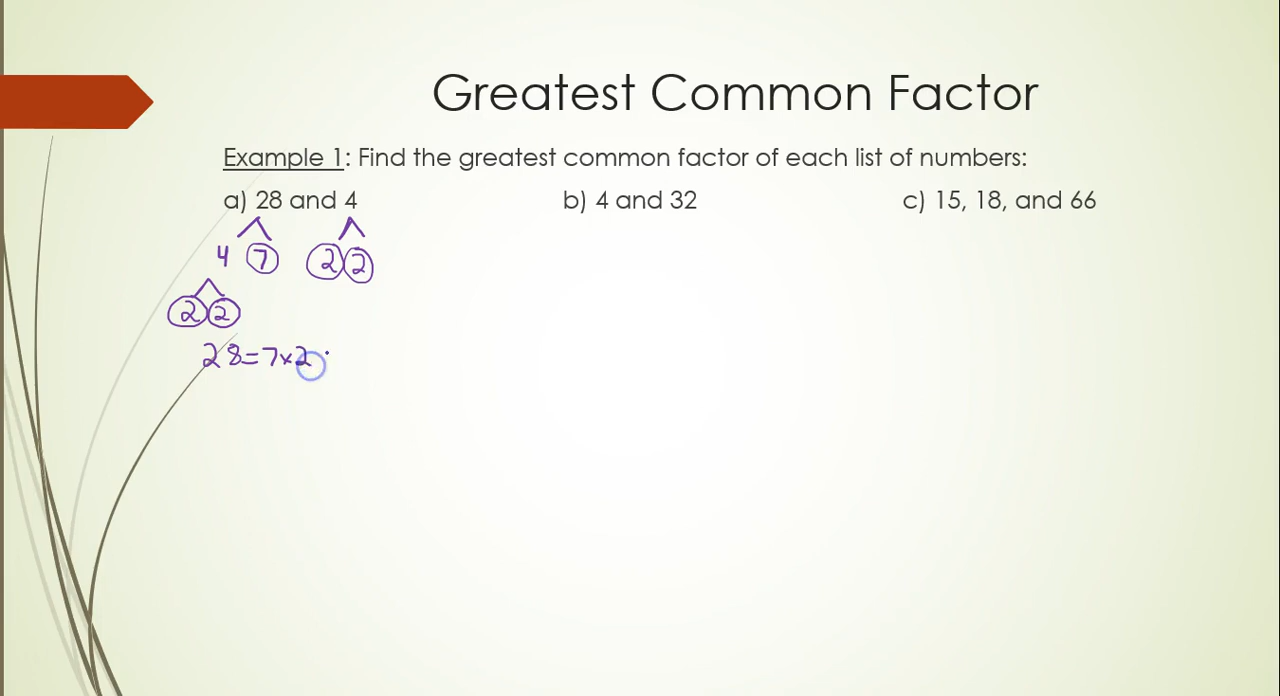 Greatest Common Factor
Example 1: Find the greatest common factor of each list of numbers:
a) 28 and 4 b) 4 and 32 c) 15, 18, and 66
4 7 2 2
2 2
28=7×2·